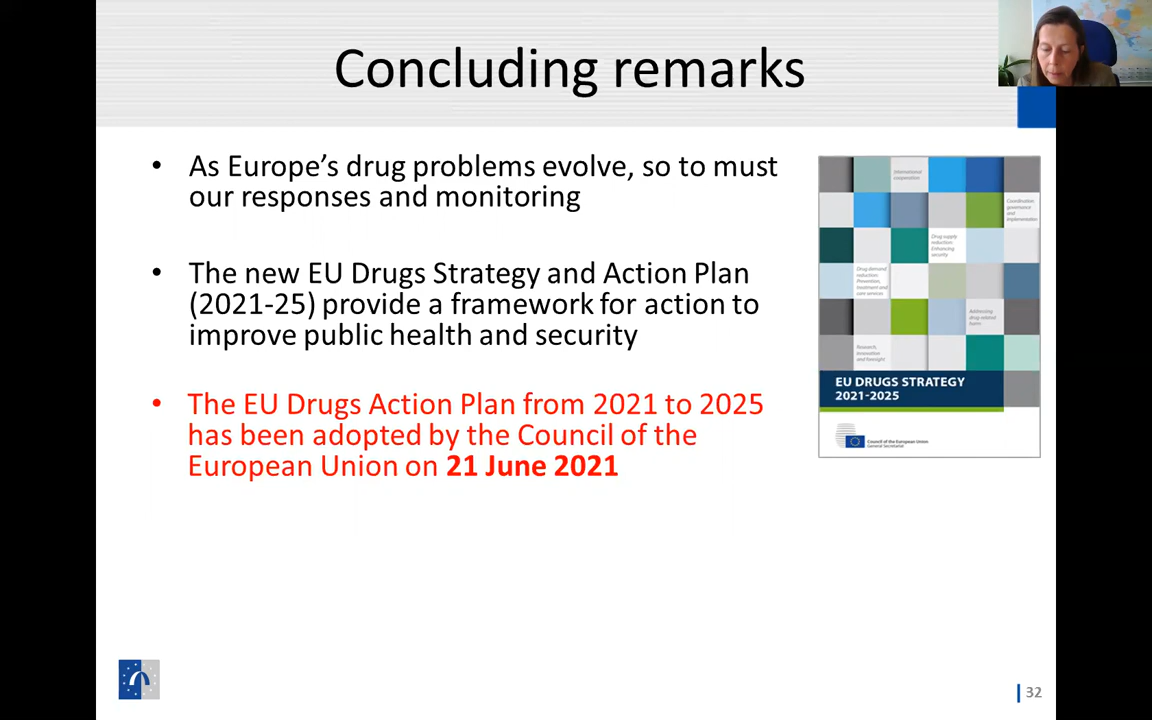 Concluding remarks
• As Europe's drug problems evolve, so to must
our responses and monitoring
• The new EU Drugs Strategy and Action Plan
(2021-25) provide a framework for action to
improve public health and security
• The EU Drugs Action Plan from 2021 to 2025
has been adopted by the Council of the
European Union on 21 June 2021
International
cooperation
Coordination
governance
and
implementation
Drug supply
reduction:
Enhancing
security
Drug demand
reduction:
Prevention,
treatment and
care services
Addressing
drug-related
harm
Research,
innovation
and foresight
EU DRUGS STRATEGY
2021-2025
Council of the European Union
General Secretariat
32